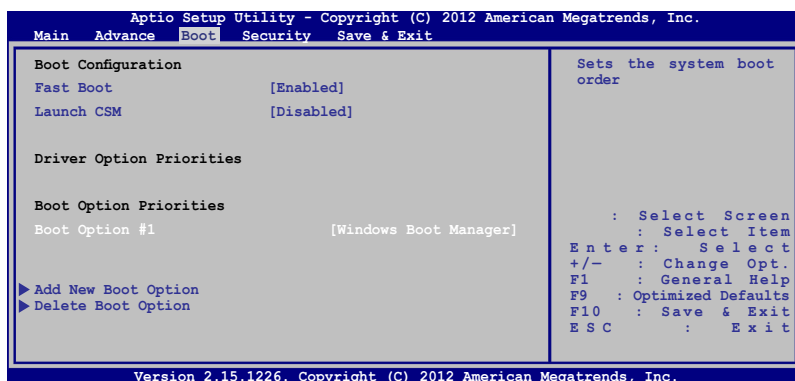 Aptio Setup Utility - Copyright (C) 2012 American Megatrends, Inc.
Main Advance Boot Security Save & Exit
Boot Configuration
Fast Boot [Enabled]
Launch CSM [Disabled]
Driver Option Priorities
Boot Option Priorities
Boot Option #1 [Windows Boot Manager]
Add New Boot Option
Delete Boot Option
Sets the system boot
order
: Select Screen
: Select Item
Enter: Select
+/— : Change Opt.
F1 : General Help
F9 : Optimized Defaults
F10 : Save & Exit
ESC : Exit
Version 2.15.1226. Copyright (C) 2012 American Megatrends, Inc.